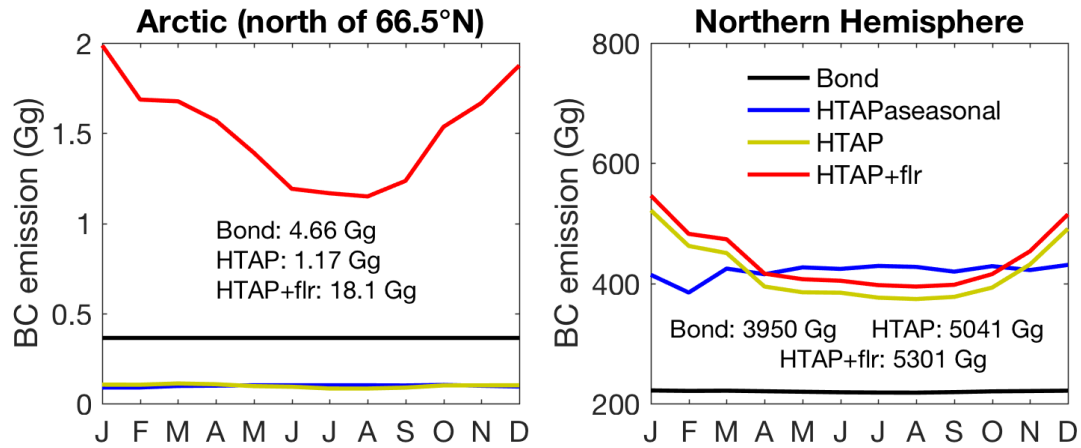 Arctic (north of 66.5°N)
BC emission (Gg)
2
1.5
1
0.5
0
Bond: 4.66 Gg
HTAP: 1.17 Gg
HTAP+flr: 18.1 Gg
J F M A M J J A S O N D
Northern Hemisphere
BC emission (Gg)
800
600
400
200
Bond
HTAPaseasonal
HTAP
HTAP+flr
Bond: 3950 Gg HTAP: 5041 Gg
HTAP+flr: 5301 Gg
J F M A M J J A S O N D